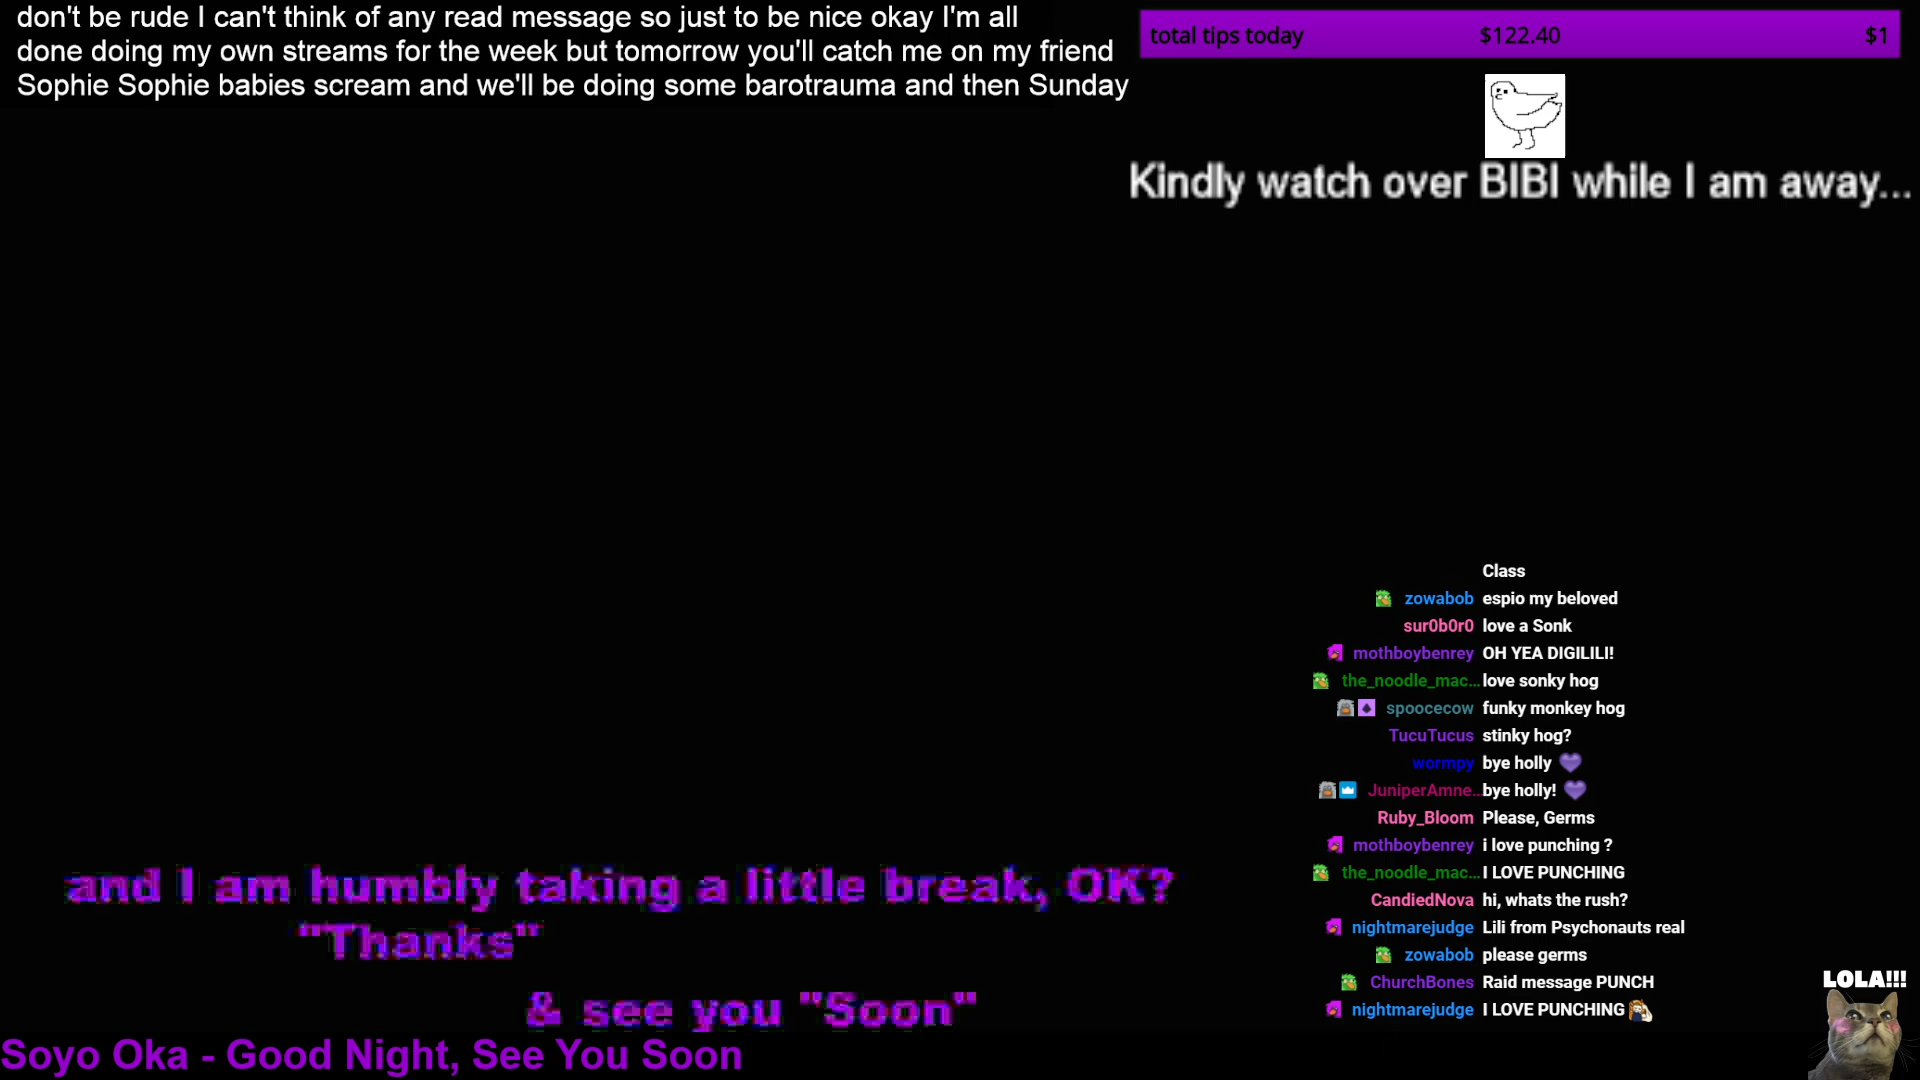 don't be rude I can't think of any read message so just to be nice okay I'm all
done doing my own streams for the week but tomorrow you'll catch me on my friend
Sophie Sophie babies scream and we'll be doing some barotrauma and then Sunday
total tips today $122.40 $1
Kindly watch over BIBI while I am away...
Class
zowabob espio my beloved
sur0b0r0 love a Sonk
mothboybenrey OH YEA DIGILILI!
the_noodle_mac... love sonky hog
spoocecow funky monkey hog
TucuTucus stinky hog?
wormpy bye holly
JuniperAmne... bye holly!
Ruby_Bloom Please, Germs
mothboybenrey i love punching ?
the_noodle_mac... I LOVE PUNCHING
CandiedNova hi, whats the rush?
nightmarejudge Lili from Psychonauts real
zowabob please germs
ChurchBones Raid message PUNCH
nightmarejudge I LOVE PUNCHING
and I am humbly taking a little break, OK?
"Thanks"
& see you "Soon"
LOLA!!!
Soyo Oka - Good Night, See You Soon